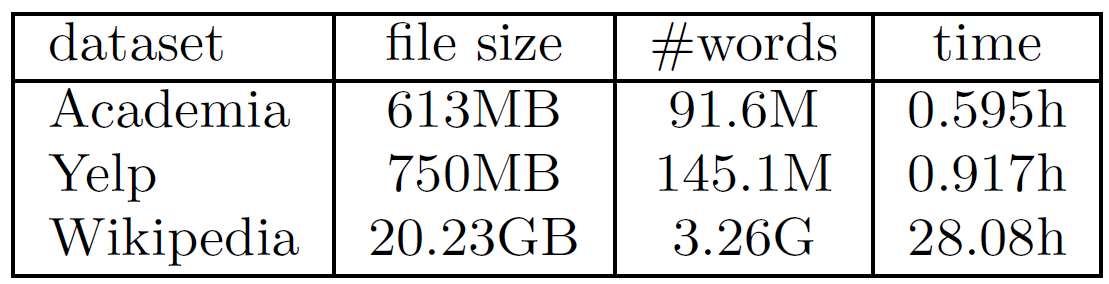 dataset file size #words time
Academia 613MB 91.6M 0.595h
Yelp 750MB 145.1M 0.917h
Wikipedia 20.23GB 3.26G 28.08h